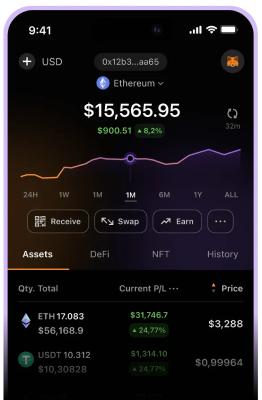 9:41
+ USD
0x12b3...aa65
Ethereum
$15,565.95
$900.51 ▲ 8,2%
32m
24H 1W 1M 1M 6M 1Y ALL
Receive Swap Earn ...
Assets DeFi NFT History
Qty. Total Current P/L ... Price
ETH 17.083 $31,746.7 $3,288
$56,168.9 ▲ 24,77%
USDT 10.312 $1,314.10 $0,99964
$10,30828 ▲ 24,77%